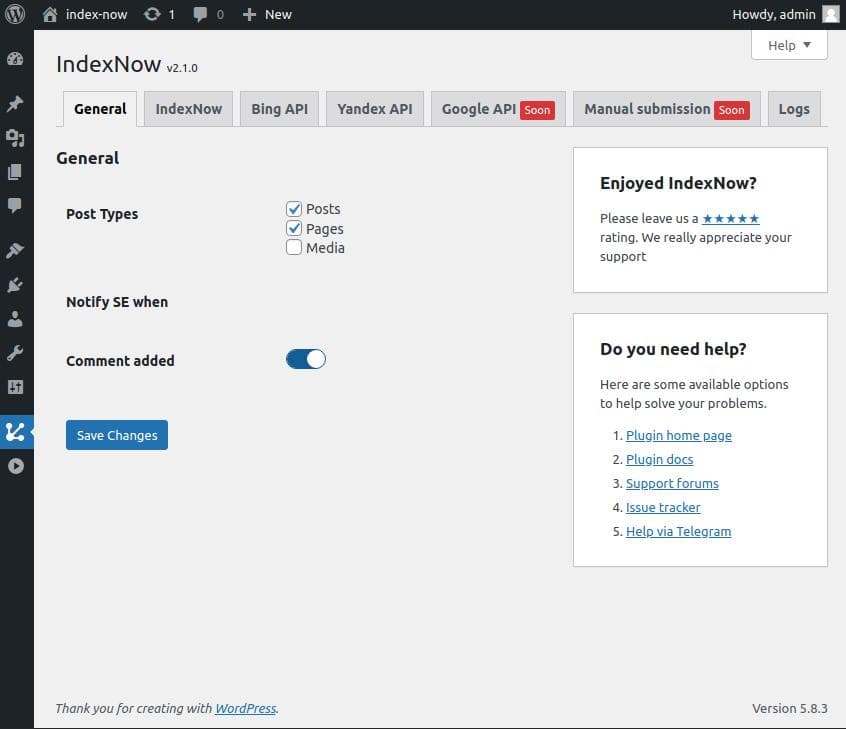 index-now 1 0 New Howdy, admin
Help
IndexNow v2.1.0
General IndexNow Bing API Yandex API Google API Soon Manual submission Soon Logs
General
Post Types
Posts
Pages
Media
Notify SE when
Comment added
Save Changes
Enjoyed IndexNow?
Please leave us a ★★★★★
rating. We really appreciate your
support
Do you need help?
Here are some available options
to help solve your problems.
1. Plugin home page
2. Plugin docs
3. Support forums
4. Issue tracker
5. Help via Telegram
Thank you for creating with WordPress. Version 5.8.3